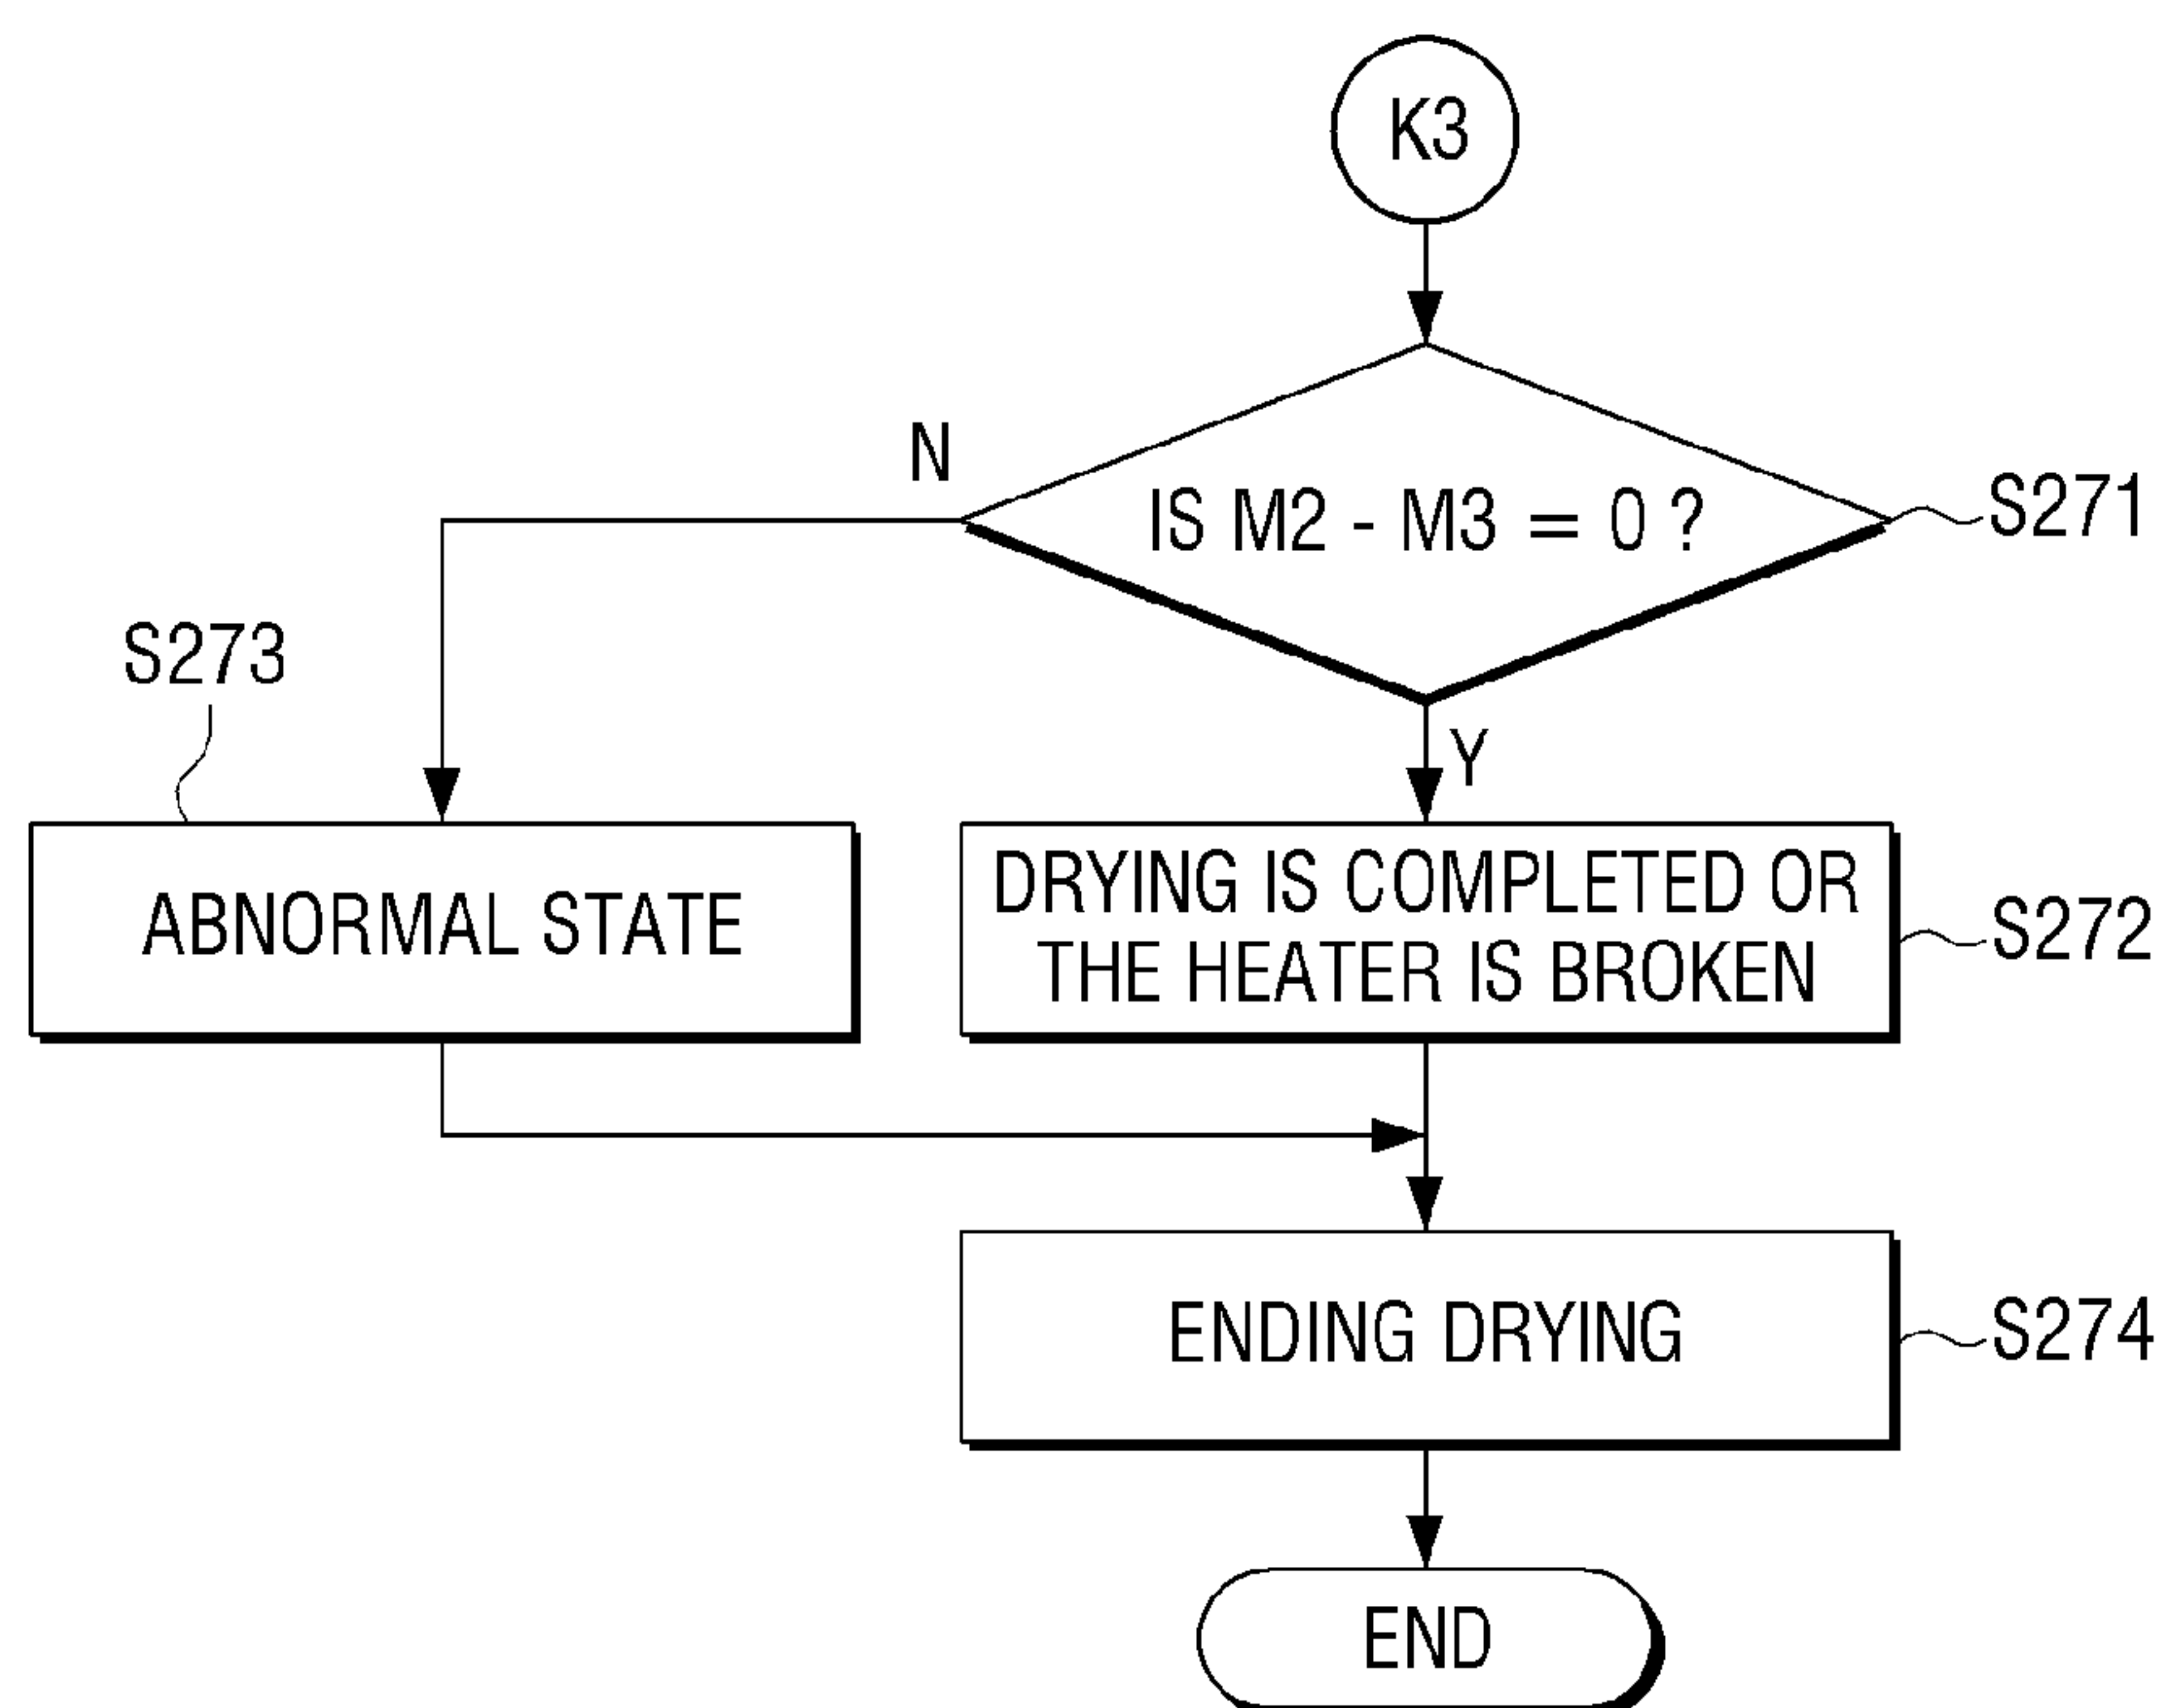 K3
N
IS M2 - M3 = 0 ?
S271
S273
Y
ABNORMAL STATE
DRYING IS COMPLETED OR
THE HEATER IS BROKEN
S272
ENDING DRYING
S274
END